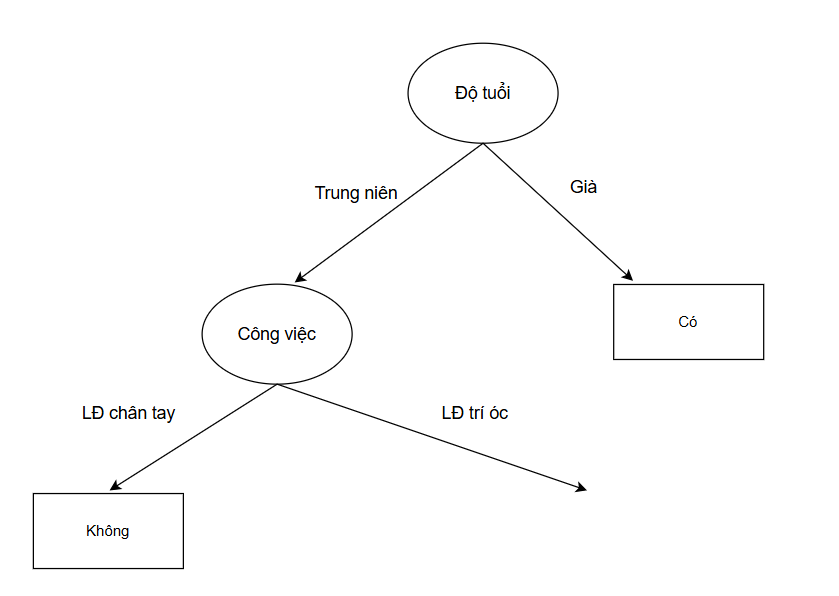 Độ tuổi
Trung niên
Già
Công việc
Có
LĐ chân tay
LĐ trí óc
Không